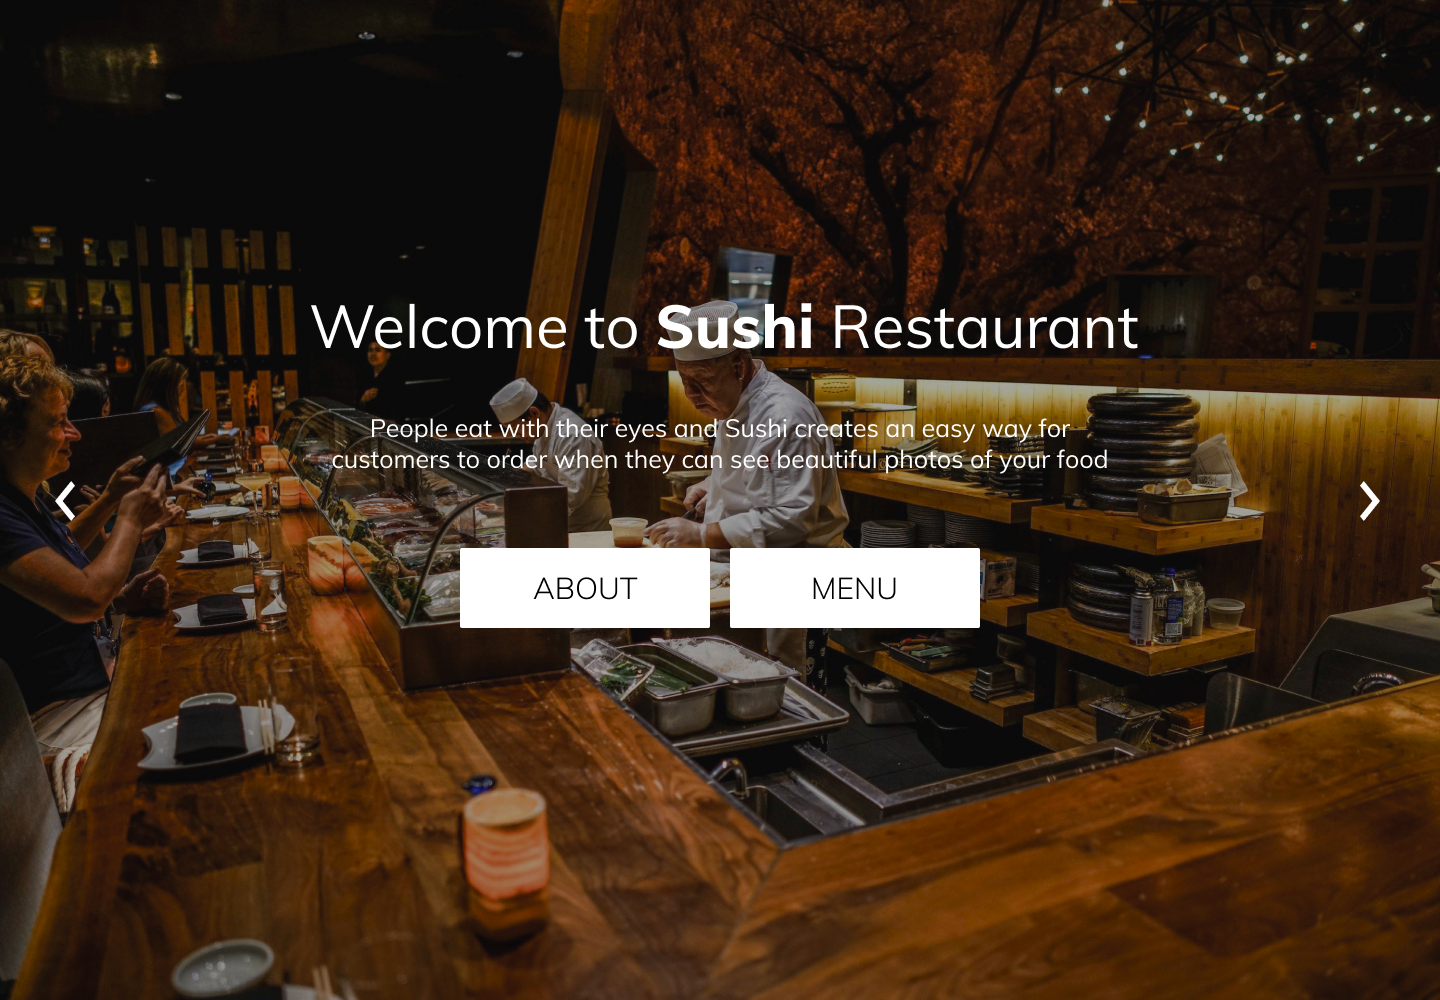 Welcome to Sushi Restaurant
People eat with their eyes and Sushi creates an easy way for
customers to order when they can see beautiful photos of your food
ABOUT
MENU